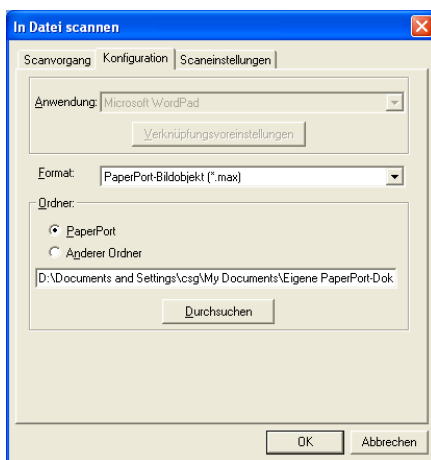 In Datei scannen
Scanvorgang Konfiguration Scaneinstellungen
Anwendung: Microsoft WordPad
Verknüpfungsvoreinstellungen
Format: PaperPort-Bildobjekt (*.max)
Ordner:
PaperPort
Anderer Ordner
D:\Documents and Settings\csg\My Documents\Eigene PaperPort-Dok
Durchsuchen
OK Abbrechen